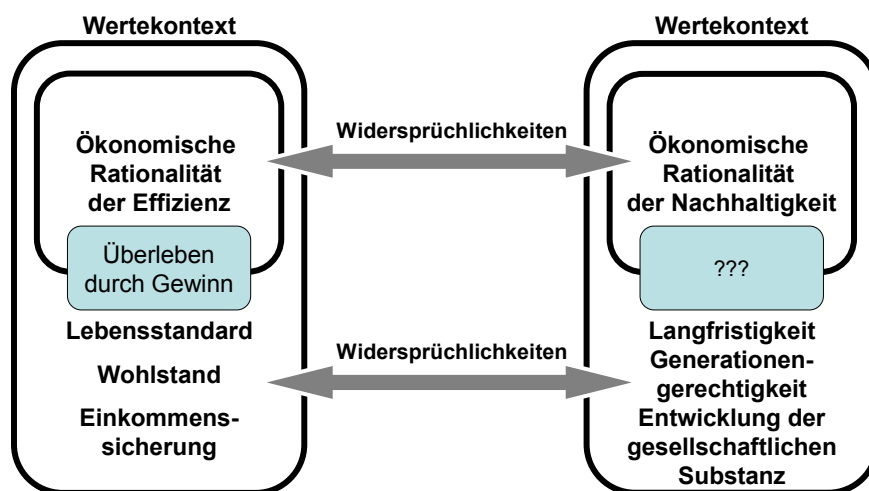 Wertekontext
Ökonomische
Rationalität
der Effizienz
Überleben
durch Gewinn
Lebensstandard
Wohlstand
Einkommens-
sicherung
Widersprüchlichkeiten
Widersprüchlichkeiten
Wertekontext
Ökonomische
Rationalität
der Nachhaltigkeit
???
Langfristigkeit
Generationen-
gerechtigkeit
Entwicklung der
gesellschaftlichen
Substanz